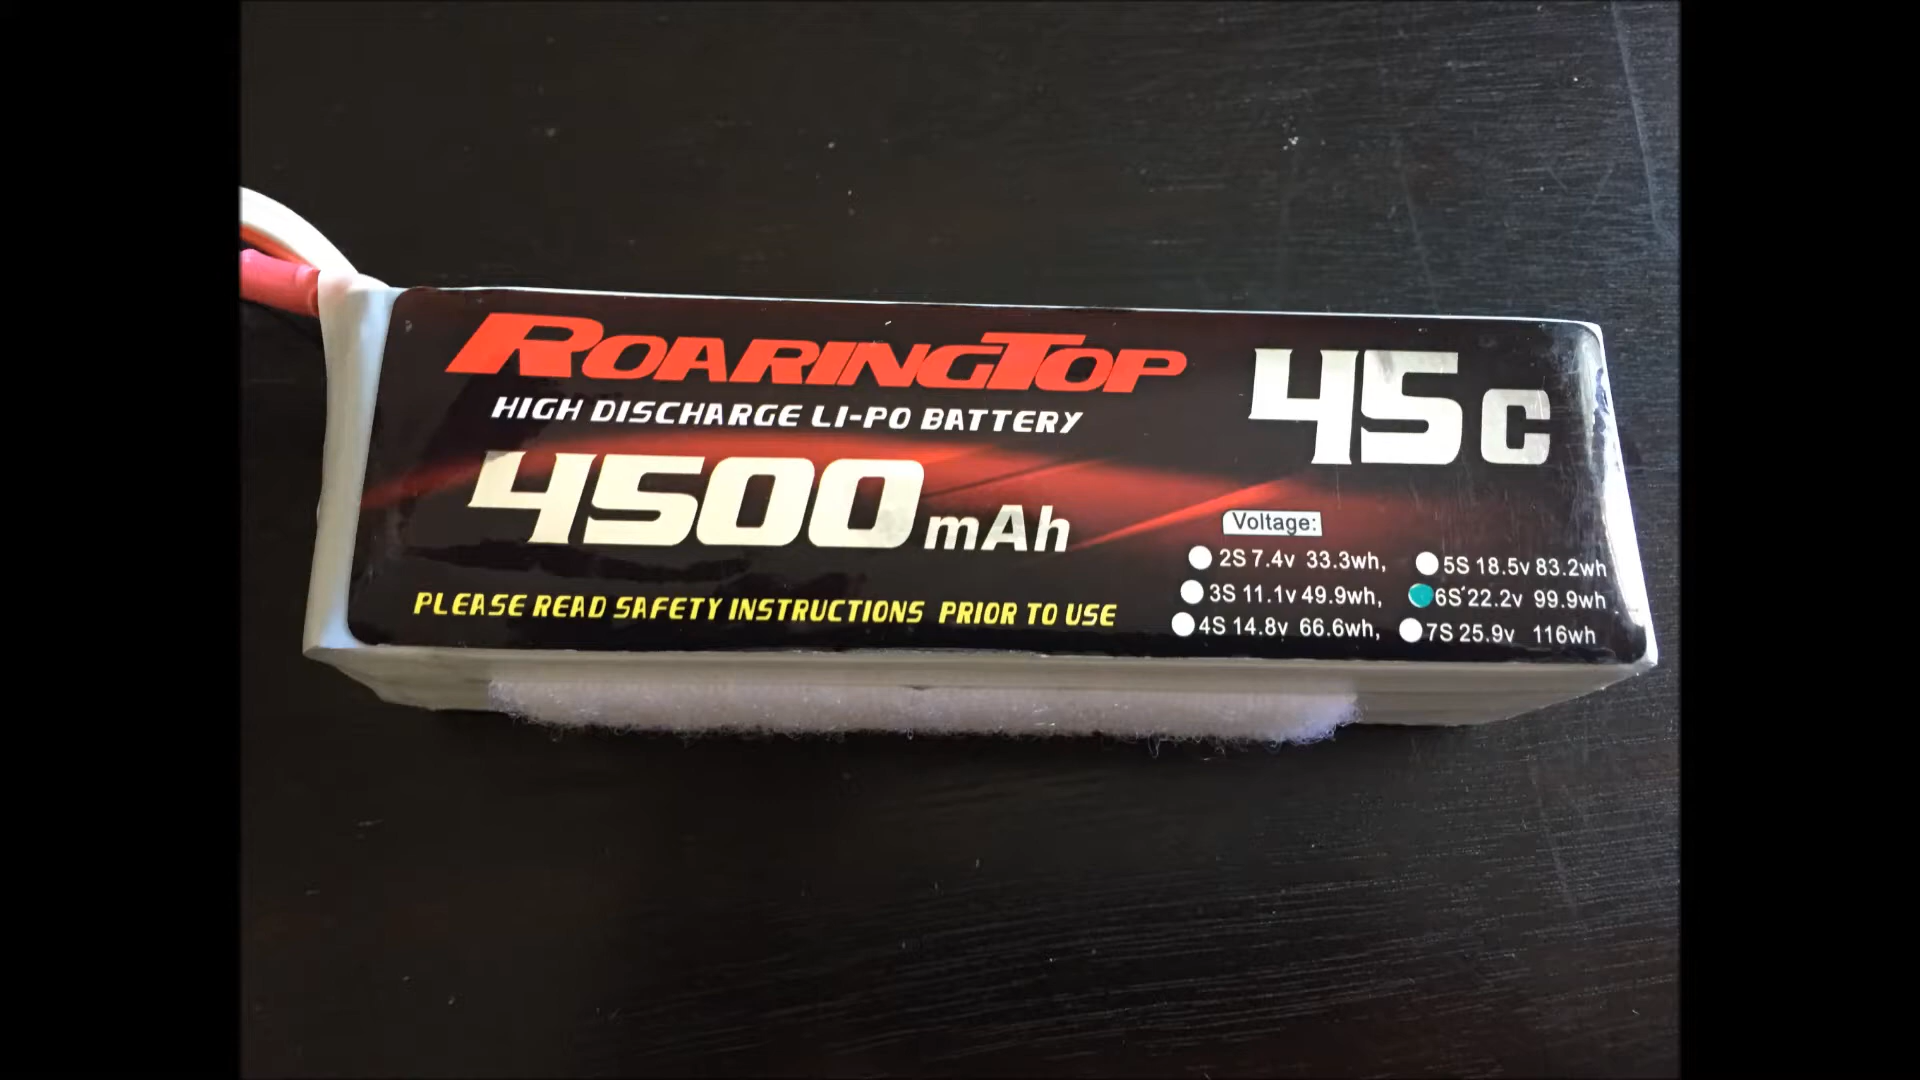 ROARINGTOP
HIGH DISCHARGE LI-PO BATTERY
4500 mAh
PLEASE READ SAFETY INSTRUCTIONS PRIOR TO USE
45C
Voltage:
2S 7.4v 33.3wh,
3S 11.1v 49.9wh,
4S 14.8v 66.6wh,
5S 18.5v 83.2wh
6S 22.2v 99.9wh
7S 25.9v 116wh